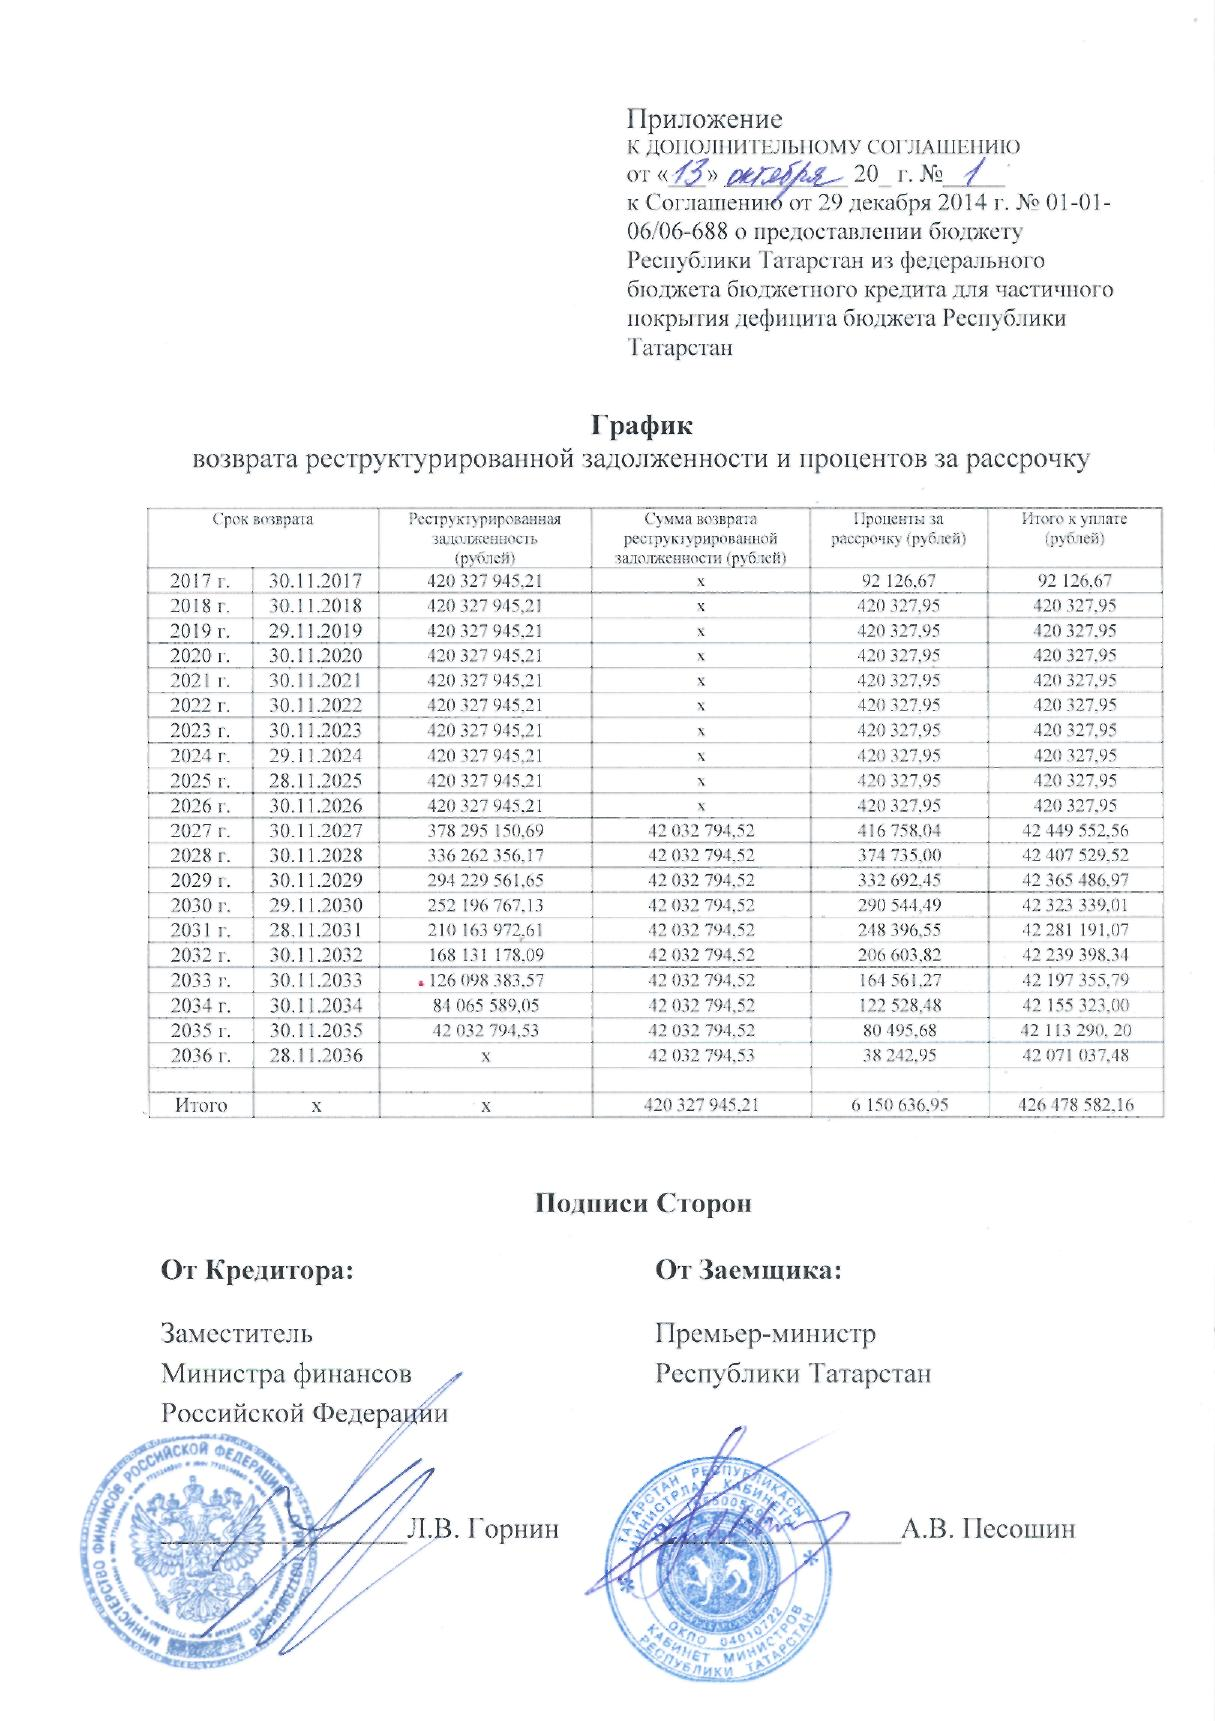 Приложение
К ДОПОЛНИТЕЛЬНОМУ СОГЛАШЕНИЮ
от «13» октября 20_ г. № 1
к Соглашению от 29 декабря 2014 г. № 01-01-
06/06-688 о предоставлении бюджету
Республики Татарстан из федерального
бюджета бюджетного кредита для частичного
покрытия дефицита бюджета Республики
Татарстан
График
возврата реструктурированной задолженности и процентов за рассрочку
Срок возврата Реструктурированная задолженность (рублей) Сумма возврата реструктурированной задолженности (рублей) Проценты за рассрочку (рублей) Итого к уплате (рублей)
2017 г. 30.11.2017 420 327 945,21 х 92 126,67 92 126,67
2018 г. 30.11.2018 420 327 945,21 х 420 327,95 420 327,95
2019 г. 29.11.2019 420 327 945,21 х 420 327,95 420 327,95
2020 г. 30.11.2020 420 327 945,21 х 420 327,95 420 327,95
2021 г. 30.11.2021 420 327 945,21 х 420 327,95 420 327,95
2022 г. 30.11.2022 420 327 945,21 х 420 327,95 420 327,95
2023 г. 30.11.2023 420 327 945,21 х 420 327,95 420 327,95
2024 г. 29.11.2024 420 327 945,21 х 420 327,95 420 327,95
2025 г. 28.11.2025 420 327 945,21 х 420 327,95 420 327,95
2026 г. 30.11.2026 420 327 945,21 х 420 327,95 420 327,95
2027 г. 30.11.2027 378 295 150,69 42 032 794,52 416 758,04 42 449 552,56
2028 г. 30.11.2028 336 262 356,17 42 032 794,52 374 735,00 42 407 529,52
2029 г. 30.11.2029 294 229 561,65 42 032 794,52 332 692,45 42 365 486,97
2030 г. 29.11.2030 252 196 767,13 42 032 794,52 290 544,49 42 323 339,01
2031 г. 28.11.2031 210 163 972,61 42 032 794,52 248 396,55 42 281 191,07
2032 г. 30.11.2032 168 131 178,09 42 032 794,52 206 603,82 42 239 398,34
2033 г. 30.11.2033 126 098 383,57 42 032 794,52 164 561,27 42 197 355,79
2034 г. 30.11.2034 84 065 589,05 42 032 794,52 122 528,48 42 155 323,00
2035 г. 30.11.2035 42 032 794,53 42 032 794,52 80 495,68 42 113 290, 20
2036 г. 28.11.2036 х 42 032 794,53 38 242,95 42 071 037,48
Итого х х 420 327 945,21 6 150 636,95 426 478 582,16
Подписи Сторон
От Кредитора: От Заемщика:
Заместитель Премьер-министр
Министра финансов Республики Татарстан
Российской Федерации
Л.В. Горнин А.В. Песошин
МИНИСТЕРСТВО ФИНАНСОВ РОССИЙСКОЙ ФЕДЕРАЦИИ
ТАТАРСТАН РЕСПУБЛИКАСЫ
МИНИСТРЛАР КАБИНЕТЫ
ОКПО 04010722
КАБИНЕТ МИНИСТРОВ
РЕСПУБЛИКИ ТАТАРСТАН